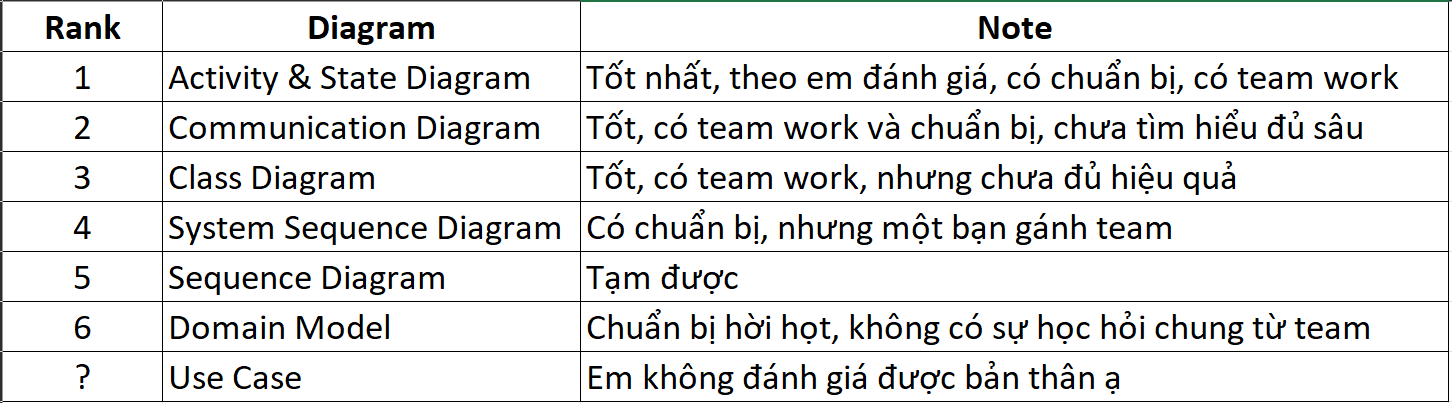 Rank Diagram Note
1 Activity & State Diagram Tốt nhất, theo em đánh giá, có chuẩn bị, có team work
2 Communication Diagram Tốt, có team work và chuẩn bị, chưa tìm hiểu đủ sâu
3 Class Diagram Tốt, có team work, nhưng chưa đủ hiệu quả
4 System Sequence Diagram Có chuẩn bị, nhưng một bạn gánh team
5 Sequence Diagram Tạm được
6 Domain Model Chuẩn bị hời hợt, không có sự học hỏi chung từ team
? Use Case Em không đánh giá được bản thân ạ